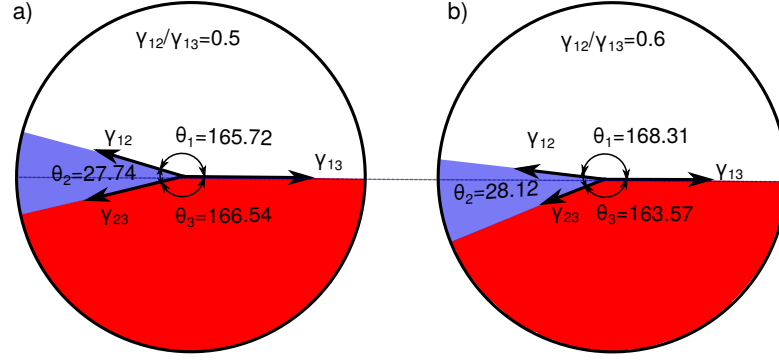 a)
γ12/γ13=0.5
γ12
θ1=165.72
γ13
θ2=27.74
γ23
θ3=166.54
b)
γ12/γ13=0.6
γ12
θ1=168.31
γ13
θ2=28.12
γ23
θ3=163.57